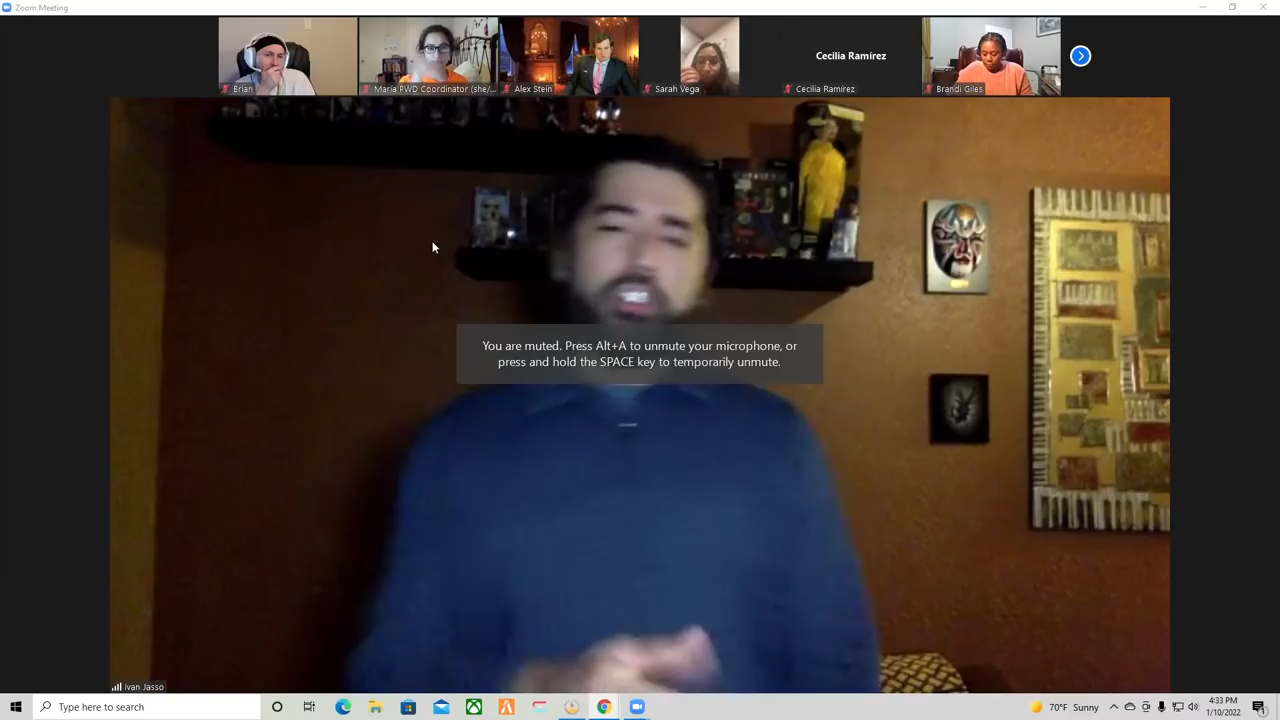 Zoom Meeting
Brian
Maria PWD Coordinator (she/...
Alex Stein
Sarah Vega
Cecilia Ramírez
Cecilia Ramírez
Brandi Giles
You are muted. Press Alt+A to unmute your microphone, or
press and hold the SPACE key to temporarily unmute.
Ivan Jasso
Type here to search
70°F Sunny
4:33 PM
1/10/2022